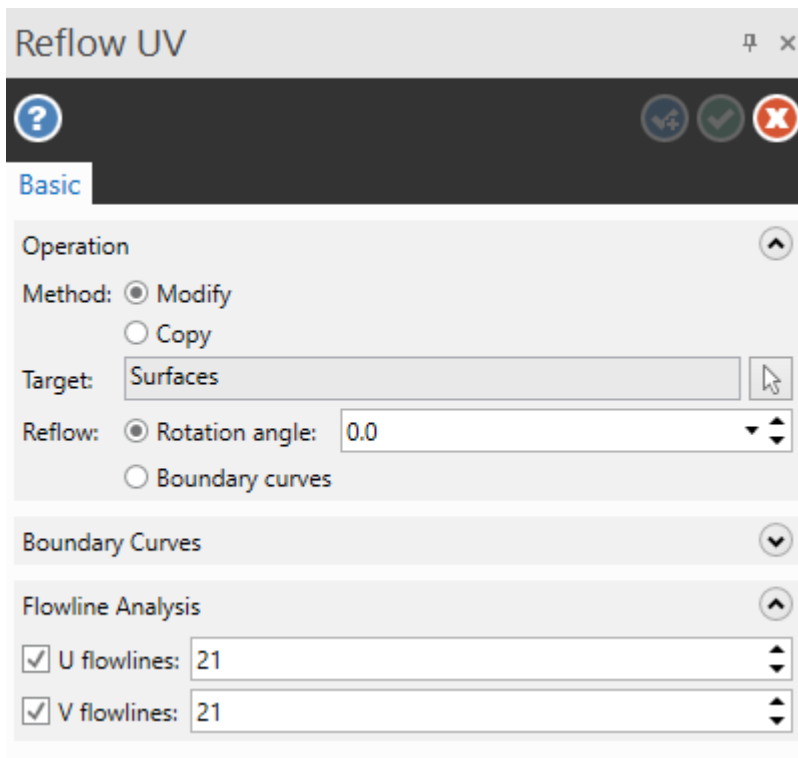 Reflow UV
Basic
Operation
Method: Modify
Copy
Target: Surfaces
Reflow: Rotation angle: 0.0
Boundary curves
Boundary Curves
Flowline Analysis
U flowlines: 21
V flowlines: 21